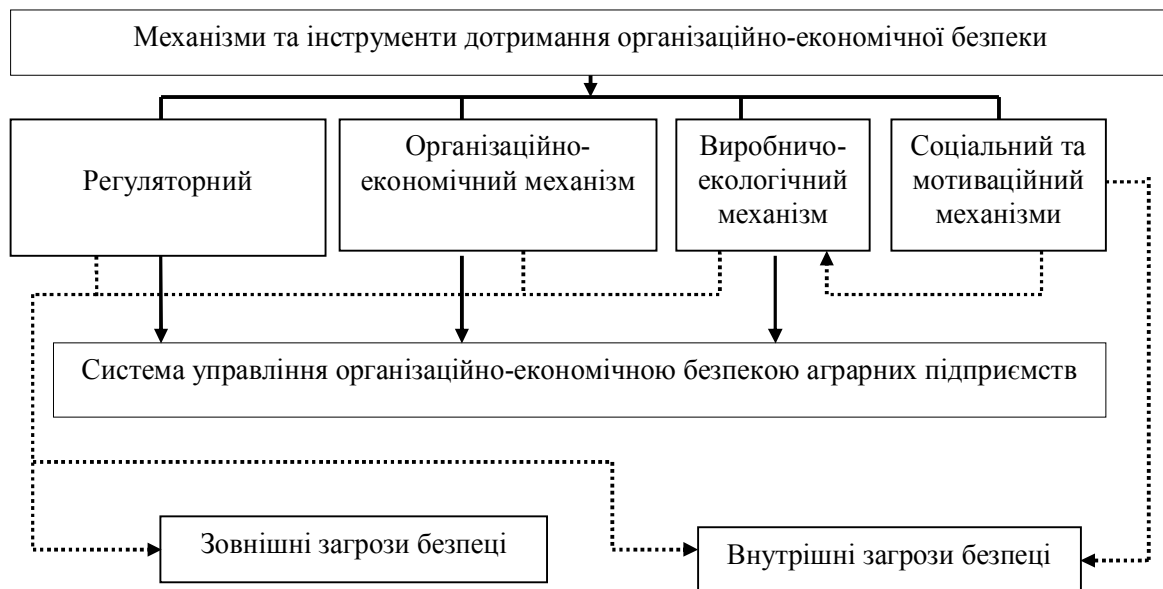 Механізми та інструменти дотримання організаційно-економічної безпеки
Регуляторний
Організаційно-
економічний механізм
Виробничо-
екологічний
механізм
Соціальний та
мотиваційний
механізми
Система управління організаційно-економічною безпекою аграрних підприємств
Зовнішні загрози безпеці
Внутрішні загрози безпеці